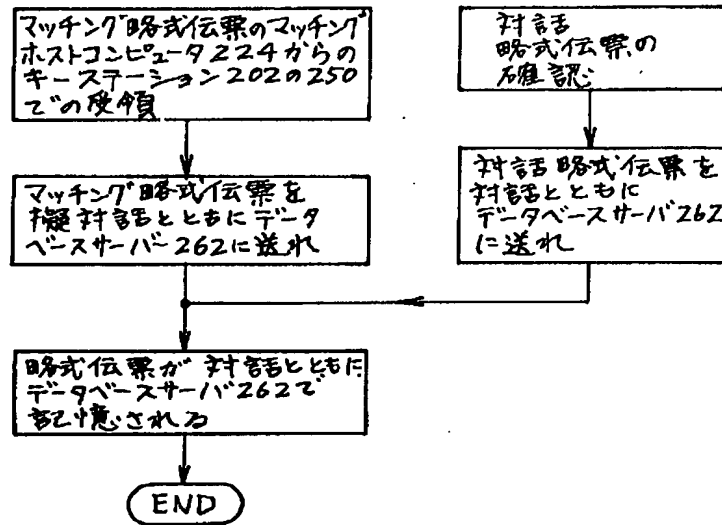 マッチング略式伝票のマッチング
ホストコンピュータ224からの
キーステーション202の250
での受領
マッチング略式伝票を
擬対話とともにデータ
ベースサーバー262に送れ
対話
略式伝票の
確認
対話略式伝票を
対話とともに
データベースサーバ262
に送れ
略式伝票が対話とともに
データベースサーバ262で
記憶される
END